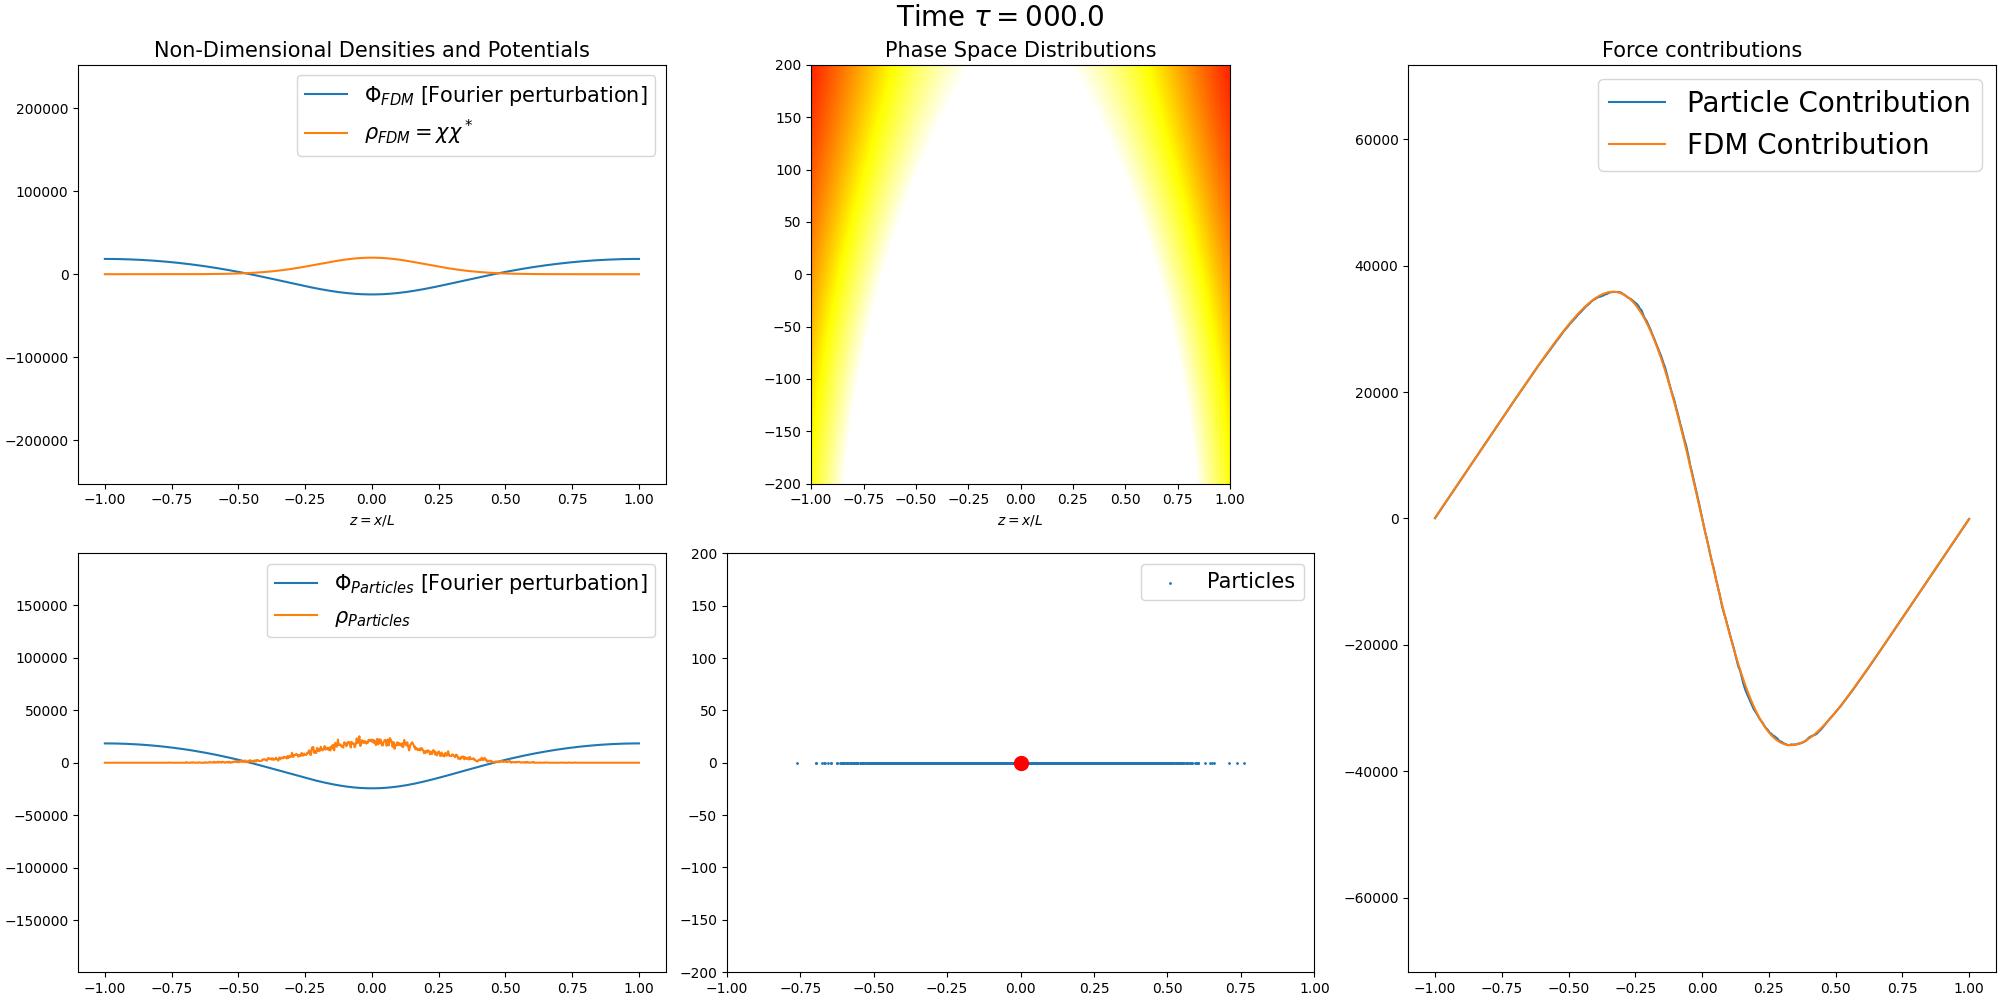 Time τ = 000.0
Non-Dimensional Densities and Potentials
Φ_FDM [Fourier perturbation]
ρ_FDM = χχ*
200000
100000
0
−100000
−200000
−1.00 −0.75 −0.50 −0.25 0.00 0.25 0.50 0.75 1.00
z = x/L
Phase Space Distributions
200
150
100
50
0
−50
−100
−150
−200
−1.00 −0.75 −0.50 −0.25 0.00 0.25 0.50 0.75 1.00
z = x/L
Force contributions
Particle Contribution
FDM Contribution
60000
40000
20000
0
−20000
−40000
−60000
−1.00 −0.75 −0.50 −0.25 0.00 0.25 0.50 0.75 1.00
Φ_Particles [Fourier perturbation]
ρ_Particles
150000
100000
50000
0
−50000
−100000
−150000
−1.00 −0.75 −0.50 −0.25 0.00 0.25 0.50 0.75 1.00
Particles
200
150
100
50
0
−50
−100
−150
−200
−1.00 −0.75 −0.50 −0.25 0.00 0.25 0.50 0.75 1.00